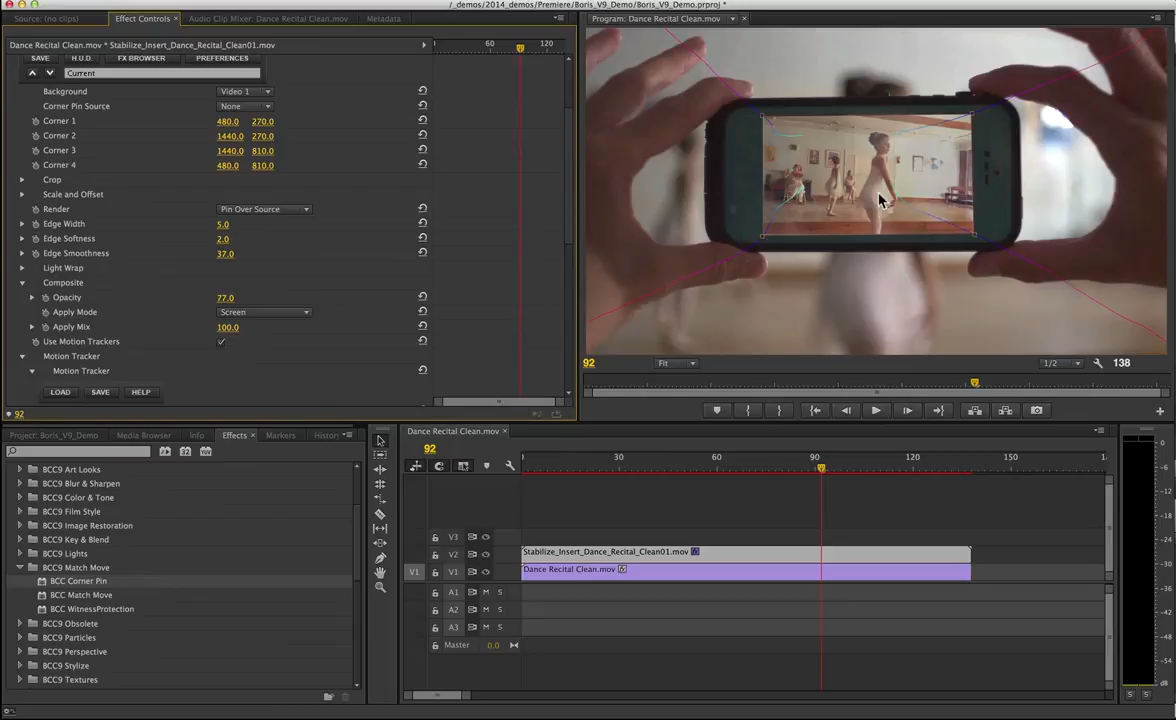 /_demos/2014_demos/Premiere/Boris_V9_Demo/Boris_V9_Demo.prproj *
Source: (no clips)
Effect Controls
Audio Clip Mixer: Dance Recital Clean.mov
Metadata
Program: Dance Recital Clean.mov
Dance Recital Clean.mov * Stabilize_Insert_Dance_Recital_Clean01.mov
60
120
SAVE
H.U.D.
FX BROWSER
PREFERENCES
Current
Background
Video 1
Corner Pin Source
None
Corner 1
480.0 270.0
Corner 2
1440.0 270.0
Corner 3
1440.0 810.0
Corner 4
480.0 810.0
Crop
Scale and Offset
Render
Pin Over Source
Edge Width
5.0
Edge Softness
2.0
Edge Smoothness
37.0
Light Wrap
Composite
Opacity
77.0
Apply Mode
Screen
Apply Mix
100.0
Use Motion Trackers
Motion Tracker
Motion Tracker
LOAD
SAVE
HELP
92
92
Fit
1/2
138
Project: Boris_V9_Demo
Media Browser
Info
Effects
Markers
Histor
32
YUV
BCC9 Art Looks
BCC9 Blur & Sharpen
BCC9 Color & Tone
BCC9 Film Style
BCC9 Image Restoration
BCC9 Key & Blend
BCC9 Lights
BCC9 Match Move
BCC Corner Pin
BCC Match Move
BCC WitnessProtection
BCC9 Obsolete
BCC9 Particles
BCC9 Perspective
BCC9 Stylize
BCC9 Textures
Dance Recital Clean.mov
92
30
60
90
120
150
V3
V2
Stabilize_Insert_Dance_Recital_Clean01.mov
V1
V1
Dance Recital Clean.mov
A1 M S
A2 M S
A3 M S
Master
0.0
0
-6
-12
-18
-24
-30
-36
-42
-48
-54
dB
S S